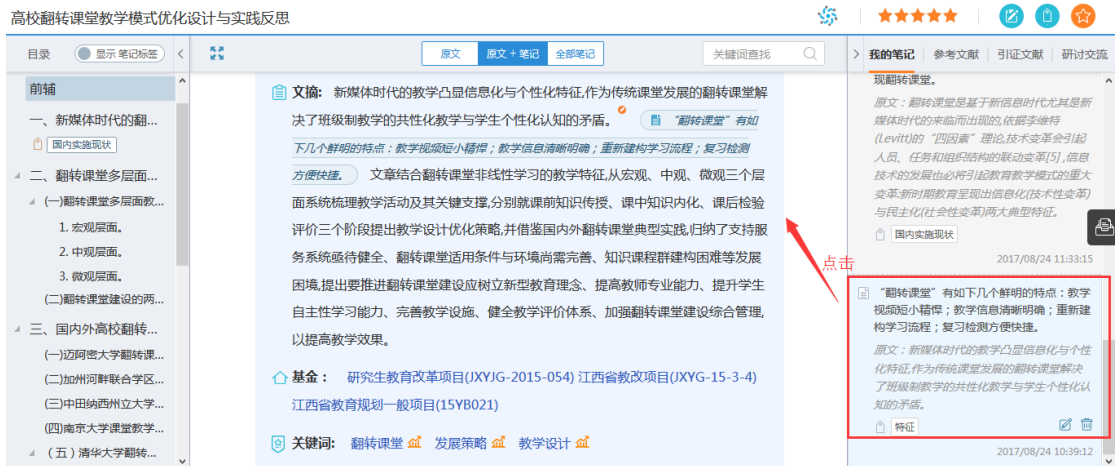 高校翻转课堂教学模式优化设计与实践反思
目录
显示 笔记标签
原文
原文 + 笔记
全部笔记
关键词查找
我的笔记
参考文献
引证文献
研讨交流
前辅
一、新媒体时代的翻...
国内实施现状
二、翻转课堂多层面...
(一)翻转课堂多层面教...
1. 宏观层面。
2. 中观层面。
3. 微观层面。
(二)翻转课堂建设的两...
三、国内外高校翻转...
(一)迈阿密大学翻转课...
(二)加州河畔联合学区...
(三)中田纳西州立大学...
(四)南京大学课堂教学...
（五）清华大学翻转...
文摘: 新媒体时代的教学凸显信息化与个性化特征,作为传统课堂发展的翻转课堂解
决了班级制教学的共性化教学与学生个性化认知的矛盾。 “翻转课堂”有如
下几个鲜明的特点：教学视频短小精悍；教学信息清晰明确；重新建构学习流程；复习检测
方便快捷。 文章结合翻转课堂非线性学习的教学特征,从宏观、中观、微观三个层
面系统梳理教学活动及其关键支撑,分别就课前知识传授、课中知识内化、课后检验
评价三个阶段提出教学设计优化策略,并借鉴国内外翻转课堂典型实践,归纳了支持服
务系统亟待健全、翻转课堂适用条件与环境尚需完善、知识课程群建构困难等发展
困境,提出要推进翻转课堂建设应树立新型教育理念、提高教师专业能力、提升学生
自主性学习能力、完善教学设施、健全教学评价体系、加强翻转课堂建设综合管理,
以提高教学效果。
基金： 研究生教育改革项目(JXYJG-2015-054) 江西省教改项目(JXYG-15-3-4)
江西省教育规划一般项目(15YB021)
关键词: 翻转课堂 发展策略 教学设计
点击
现翻转课堂。
原文：翻转课堂是基于新信息时代尤其是新
媒体时代的来临而出现的,依据李维特
(Levitt)的“四因素”理论,技术变革会引起
人员、任务和组织结构的联动变革[5] ,信息
技术的发展也必将引起教育教学模式的重大
变革:新时期教育呈现出信息化(技术性变革)
与民主化(社会性变革)两大典型特征。
国内实施现状
2017/08/24 11:33:15
“翻转课堂”有如下几个鲜明的特点：教学
视频短小精悍；教学信息清晰明确；重新建
构学习流程；复习检测方便快捷。
原文：新媒体时代的教学凸显信息化与个性
化特征,作为传统课堂发展的翻转课堂解决
了班级制教学的共性化教学与学生个性化认
知的矛盾。
特征
2017/08/24 10:39:12